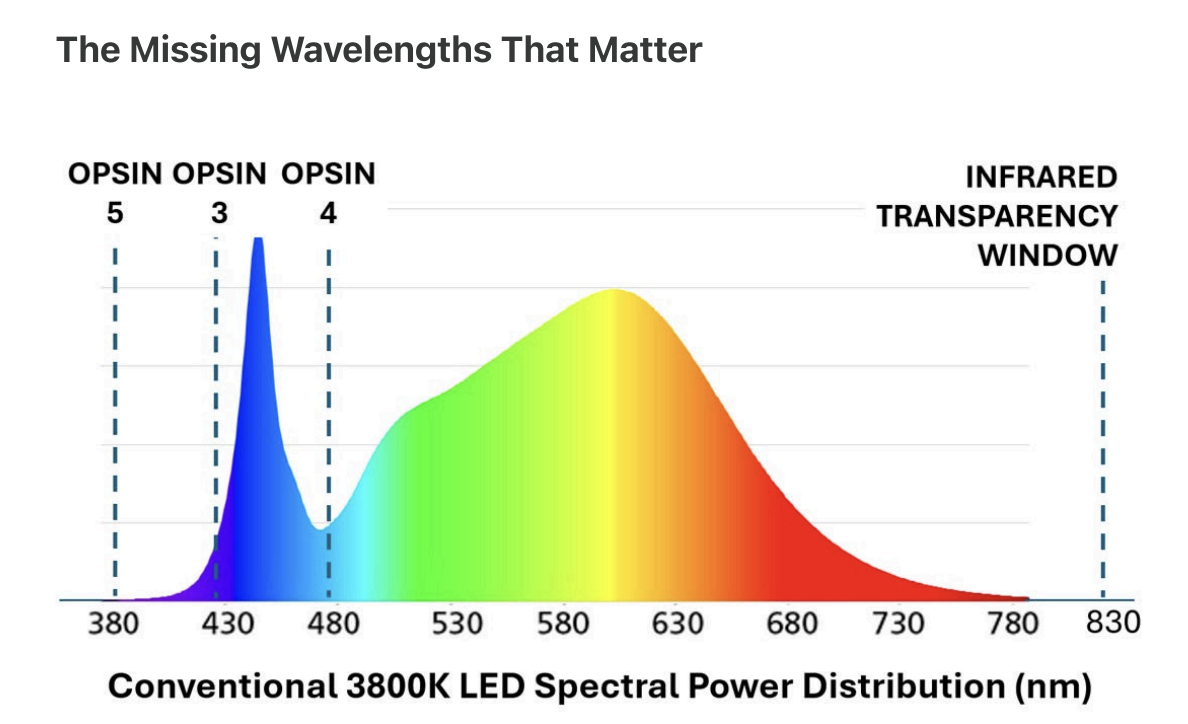 The Missing Wavelengths That Matter
OPSIN OPSIN OPSIN
5 3 4
INFRARED
TRANSPARENCY
WINDOW
380 430 480 530 580 630 680 730 780 830
Conventional 3800K LED Spectral Power Distribution (nm)